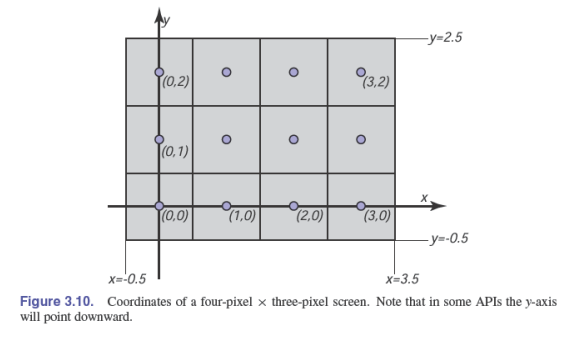 y
y=2.5
(0,2)
(3,2)
(0,1)
x
(0,0)
(1,0)
(2,0)
(3,0)
y=-0.5
x=-0.5
x=3.5
Figure 3.10. Coordinates of a four-pixel × three-pixel screen. Note that in some APIs the y-axis
will point downward.